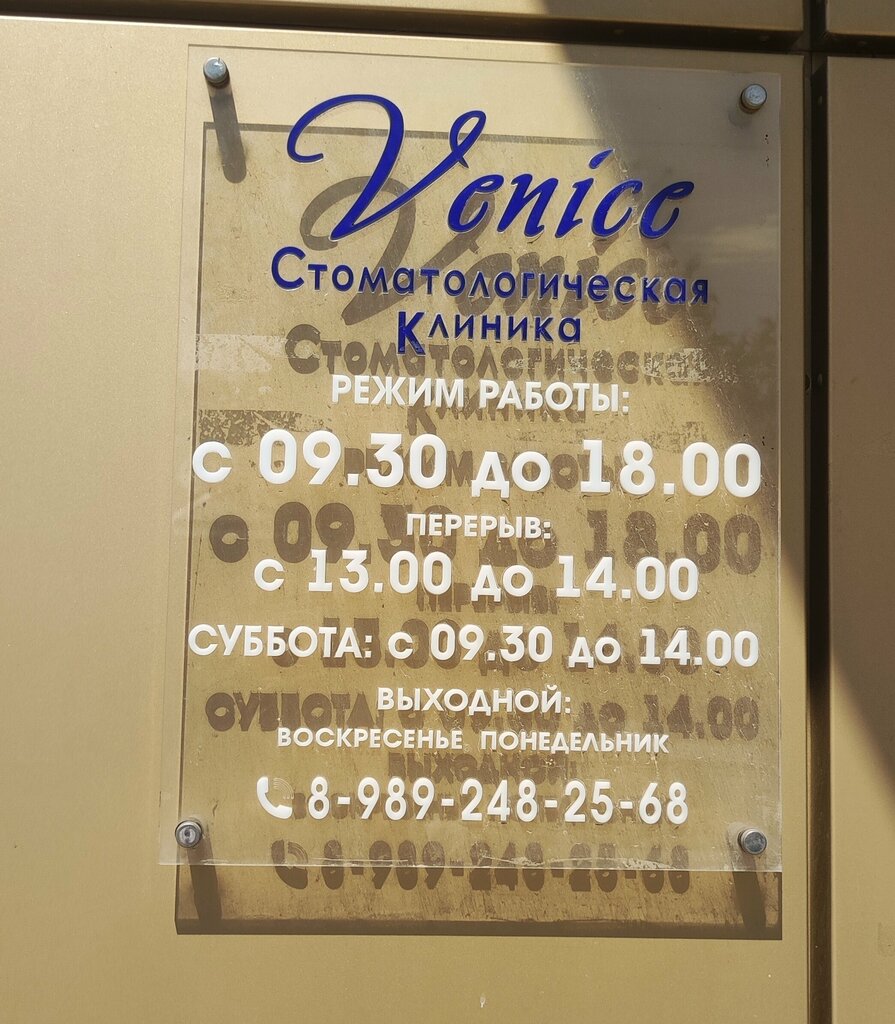 Venice
Стоматологическая
Клиника
РЕЖИМ РАБОТЫ:
с 09.30 до 18.00
ПЕРЕРЫВ:
с 13.00 до 14.00
СУББОТА: с 09.30 до 14.00
ВЫХОДНОЙ:
ВОСКРЕСЕНЬЕ ПОНЕДЕЛЬНИК
8-989-248-25-68